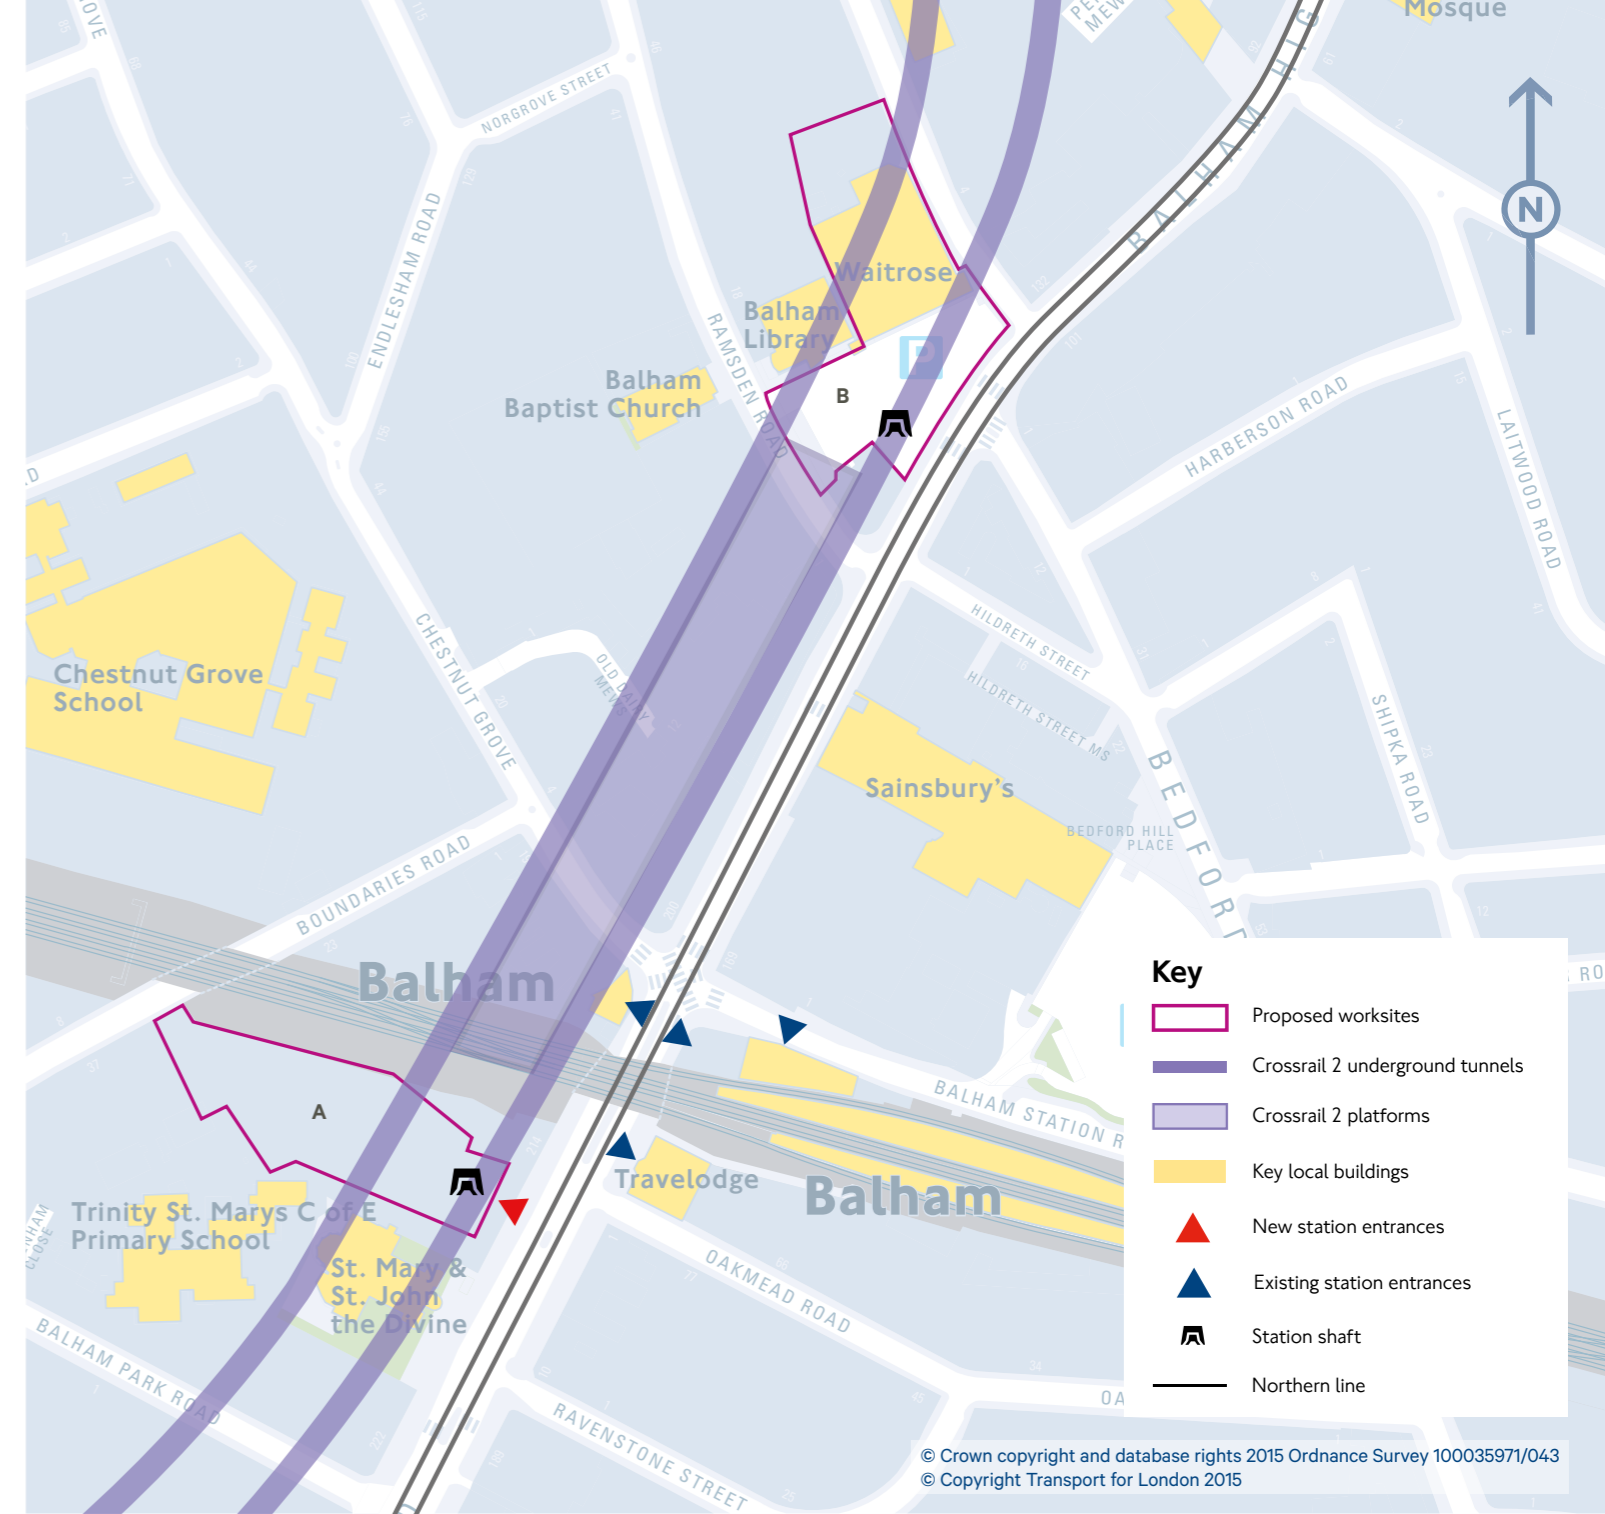 Mosque
BALHAM HIG
NORGROVE STREET
ENDLESHAM ROAD
N
Waitrose
Balham
Library
RAMSDEN ROAD
P
Balham
Baptist Church
B
HARBERSON ROAD
LAITWOOD ROAD
HILDRETH STREET
HILDRETH STREET MS
CHESTNUT GROVE
OLD DAIRY
MEWS
Chestnut Grove
School
SHIPKA ROAD
BEDFORD
Sainsbury's
BEDFORD HILL
PLACE
BOUNDARIES ROAD
Balham
A
BALHAM STATION R
Travelodge
Balham
Trinity St. Marys C of E
Primary School
St. Mary &
St. John
the Divine
OAKMEAD ROAD
BALHAM PARK ROAD
RAVENSTONE STREET
Key
Proposed worksites
Crossrail 2 underground tunnels
Crossrail 2 platforms
Key local buildings
New station entrances
Existing station entrances
Station shaft
Northern line
© Crown copyright and database rights 2015 Ordnance Survey 100035971/043
© Copyright Transport for London 2015